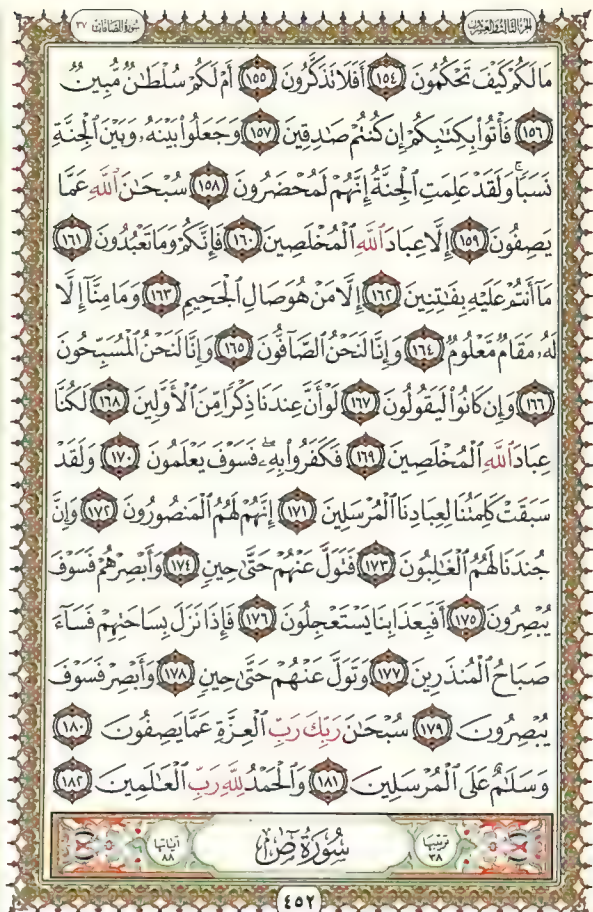 سُورَةُ الصَّافَّاتِ ٣٧
الجزء الثالث والعشرون
مَا لَكُمْ كَيْفَ تَحْكُمُونَ ١٥٤ أَفَلَا تَذَكَّرُونَ ١٥٥ أَمْ لَكُمْ سُلْطَـٰنٌ مُّبِينٌ
١٥٦ فَأْتُوا۟ بِكِتَـٰبِكُمْ إِن كُنتُمْ صَـٰدِقِينَ ١٥٧ وَجَعَلُوا۟ بَيْنَهُۥ وَبَيْنَ ٱلْجِنَّةِ
نَسَبًا ۚ وَلَقَدْ عَلِمَتِ ٱلْجِنَّةُ إِنَّهُمْ لَمُحْضَرُونَ ١٥٨ سُبْحَـٰنَ ٱللَّهِ عَمَّا
يَصِفُونَ ١٥٩ إِلَّا عِبَادَ ٱللَّهِ ٱلْمُخْلَصِينَ ١٦٠ فَإِنَّكُمْ وَمَا تَعْبُدُونَ ١٦١
مَآ أَنتُمْ عَلَيْهِ بِفَـٰتِنِينَ ١٦٢ إِلَّا مَنْ هُوَ صَالِ ٱلْجَحِيمِ ١٦٣ وَمَا مِنَّآ إِلَّا
لَهُۥ مَقَامٌ مَّعْلُومٌ ١٦٤ وَإِنَّا لَنَحْنُ ٱلصَّآفُّونَ ١٦٥ وَإِنَّا لَنَحْنُ ٱلْمُسَبِّحُونَ
١٦٦ وَإِن كَانُوا۟ لَيَقُولُونَ ١٦٧ لَوْ أَنَّ عِندَنَا ذِكْرًا مِّنَ ٱلْأَوَّلِينَ ١٦٨ لَكُنَّا
عِبَادَ ٱللَّهِ ٱلْمُخْلَصِينَ ١٦٩ فَكَفَرُوا۟ بِهِۦ ۖ فَسَوْفَ يَعْلَمُونَ ١٧٠ وَلَقَدْ
سَبَقَتْ كَلِمَتُنَا لِعِبَادِنَا ٱلْمُرْسَلِينَ ١٧١ إِنَّهُمْ لَهُمُ ٱلْمَنصُورُونَ ١٧٢ وَإِنَّ
جُندَنَا لَهُمُ ٱلْغَـٰلِبُونَ ١٧٣ فَتَوَلَّ عَنْهُمْ حَتَّىٰ حِينٍ ١٧٤ وَأَبْصِرْهُمْ فَسَوْفَ
يُبْصِرُونَ ١٧٥ أَفَبِعَذَابِنَا يَسْتَعْجِلُونَ ١٧٦ فَإِذَا نَزَلَ بِسَاحَتِهِمْ فَسَآءَ
صَبَاحُ ٱلْمُنذَرِينَ ١٧٧ وَتَوَلَّ عَنْهُمْ حَتَّىٰ حِينٍ ١٧٨ وَأَبْصِرْ فَسَوْفَ
يُبْصِرُونَ ١٧٩ سُبْحَـٰنَ رَبِّكَ رَبِّ ٱلْعِزَّةِ عَمَّا يَصِفُونَ ١٨٠
وَسَلَـٰمٌ عَلَى ٱلْمُرْسَلِينَ ١٨١ وَٱلْحَمْدُ لِلَّهِ رَبِّ ٱلْعَـٰلَمِينَ ١٨٢
ترتيبها ٣٨ سُورَةُ صٓ آياتها ٨٨
٤٥٢